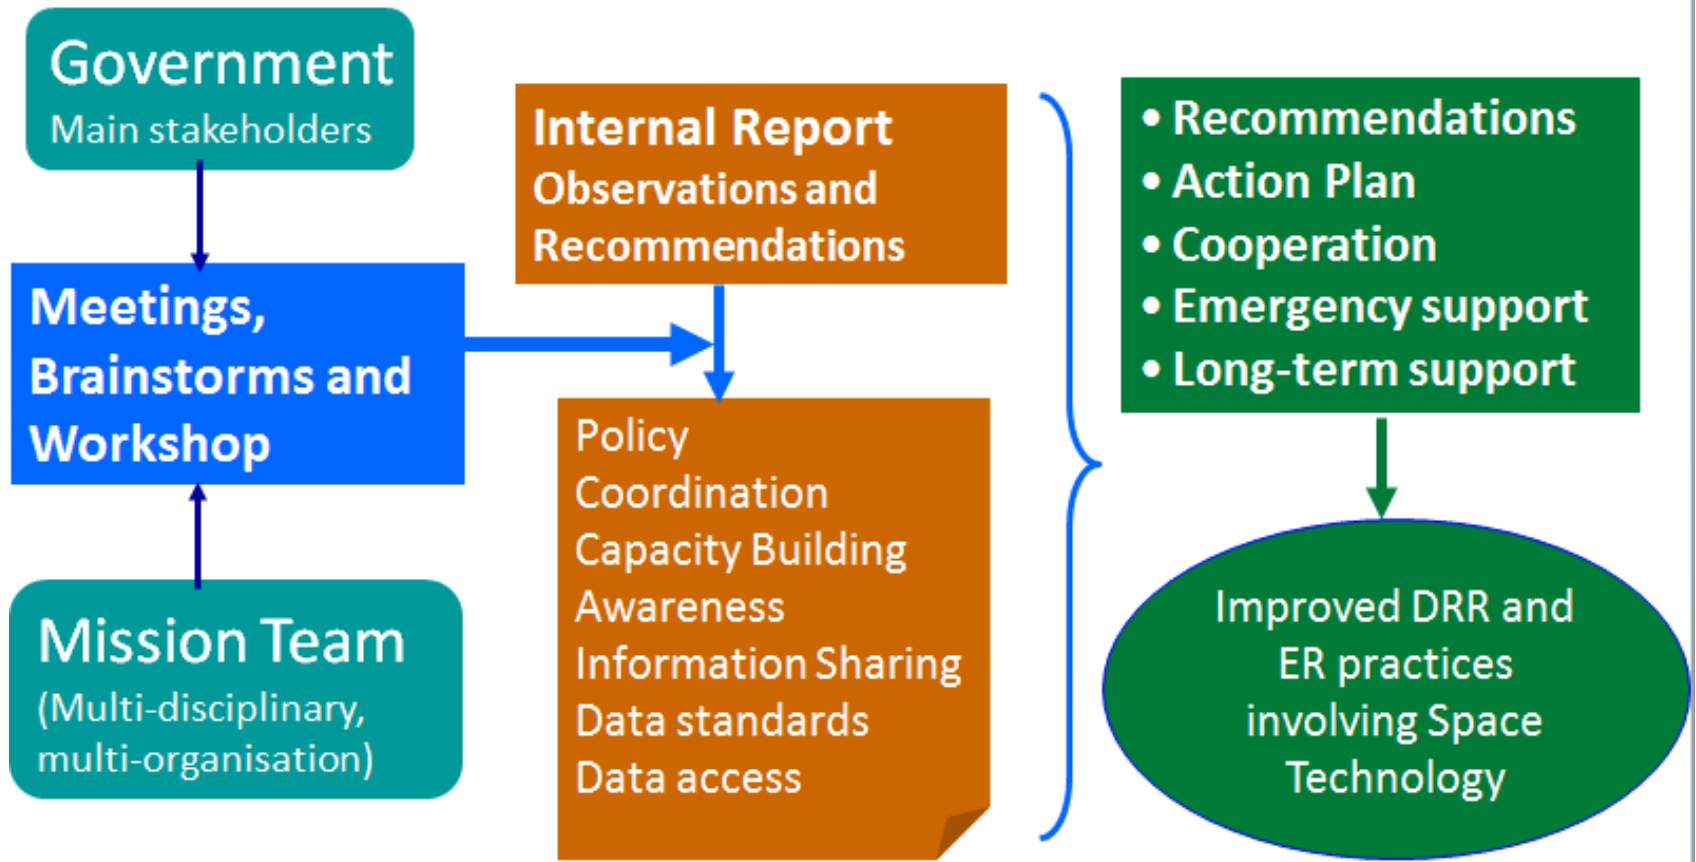 Government
Main stakeholders
Meetings,
Brainstorms and
Workshop
Mission Team
(Multi-disciplinary,
multi-organisation)
Internal Report
Observations and
Recommendations
Policy
Coordination
Capacity Building
Awareness
Information Sharing
Data standards
Data access
• Recommendations
• Action Plan
• Cooperation
• Emergency support
• Long-term support
Improved DRR and
ER practices
involving Space
Technology